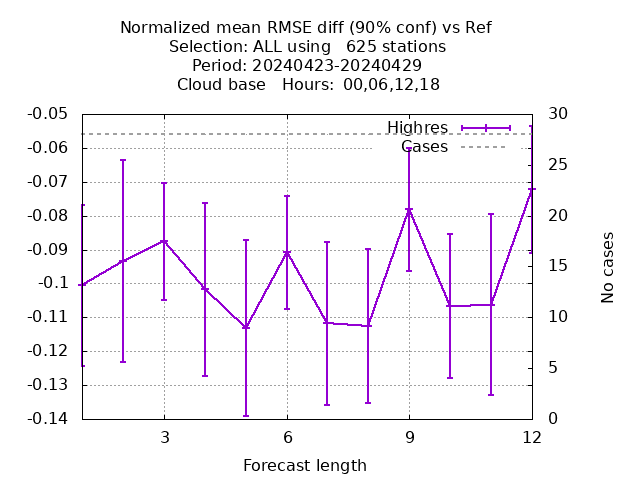 Normalized mean RMSE diff (90% conf) vs Ref
Selection: ALL using   625 stations
Period: 20240423-20240429
Cloud base   Hours:  00,06,12,18
Highres
Cases
-0.05
-0.06
-0.07
-0.08
-0.09
-0.1
-0.11
-0.12
-0.13
-0.14
30
25
20
15
10
5
0
No cases
3
6
9
12
Forecast length